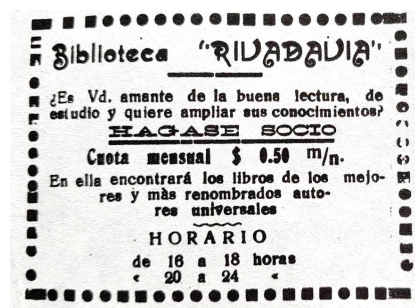 Biblioteca "RIVADAVIA"
¿Es Vd. amante de la buena lectura, de
estudio y quiere ampliar sus conocimientos?
HAGASE SOCIO
Cuota mensual $ 0.50 m/n.
En ella encontrará los libros de los mejo-
res y màs renombrados auto-
res universales
HORARIO
de 16 a 18 horas
« 20 a 24 «